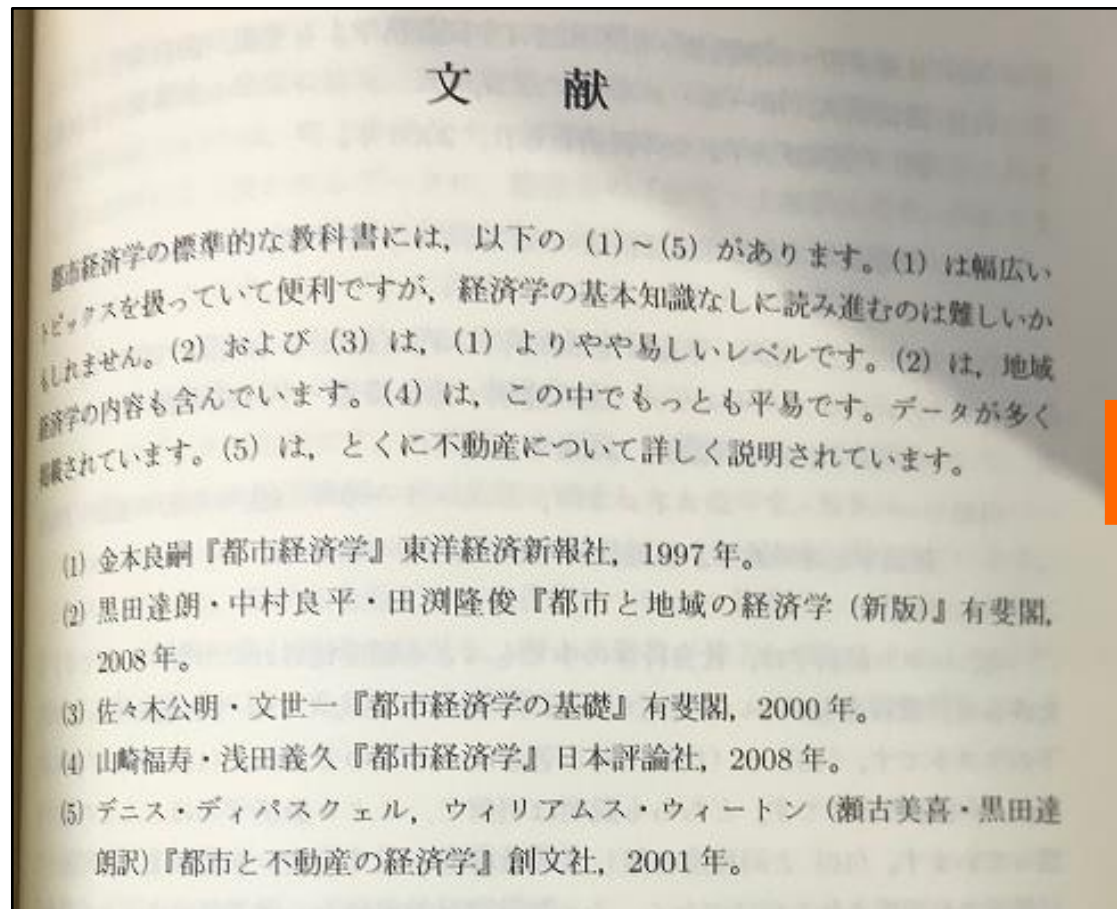 文　献
都市経済学の標準的な教科書には，以下の（1）～（5）があります。（1）は幅広い
トピックスを扱っていて便利ですが，経済学の基本知識なしに読み進むのは難しいか
もしれません。（2）および（3）は，（1）よりやや易しいレベルです。（2）は，地域
経済学の内容も含んでいます。（4）は，この中でもっとも平易です。データが多く
掲載されています。（5）は，とくに不動産について詳しく説明されています。
(1) 金本良嗣『都市経済学』東洋経済新報社，1997年。
(2) 黒田達朗・中村良平・田渕隆俊『都市と地域の経済学（新版）』有斐閣，
2008年。
(3) 佐々木公明・文世一『都市経済学の基礎』有斐閣，2000年。
(4) 山崎福寿・浅田義久『都市経済学』日本評論社，2008年。
(5) デニス・ディパスクェル，ウィリアムス・ウィートン（瀬古美喜・黒田達
朗訳）『都市と不動産の経済学』創文社，2001年。